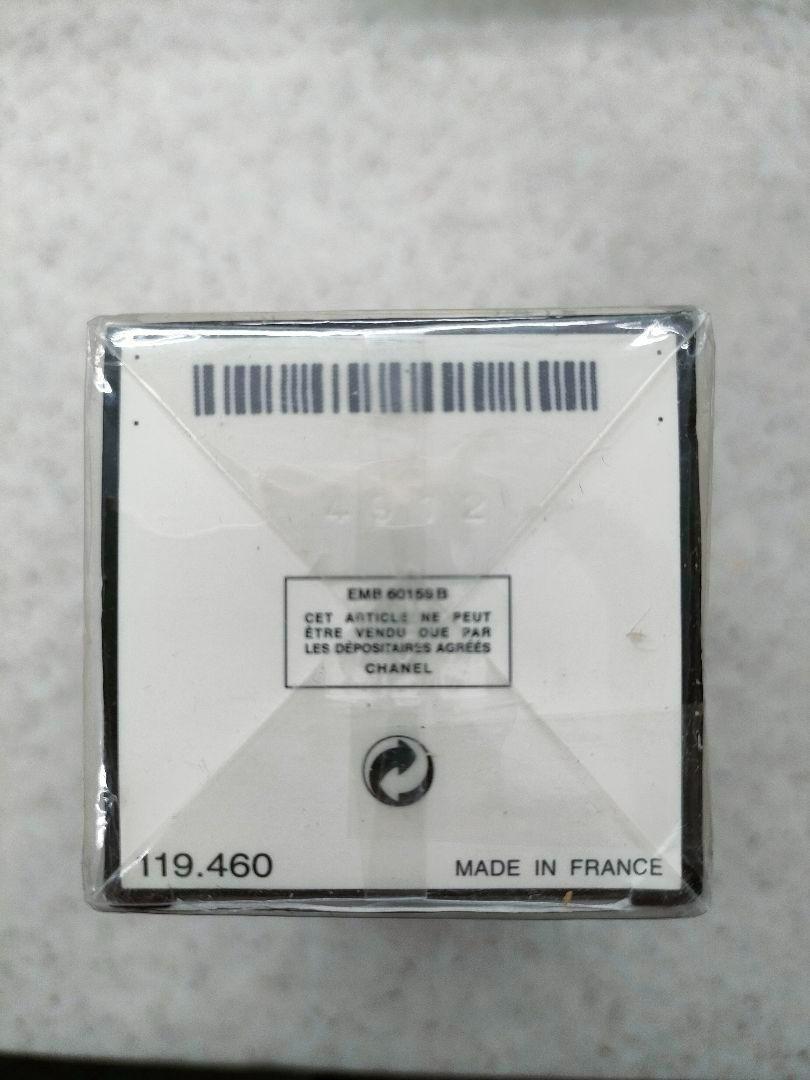 EMB 60159 B
CET ARTICLE NE PEUT
ÊTRE VENDU QUE PAR
LES DÉPOSITAIRES AGRÉÉS
CHANEL
119.460
MADE IN FRANCE